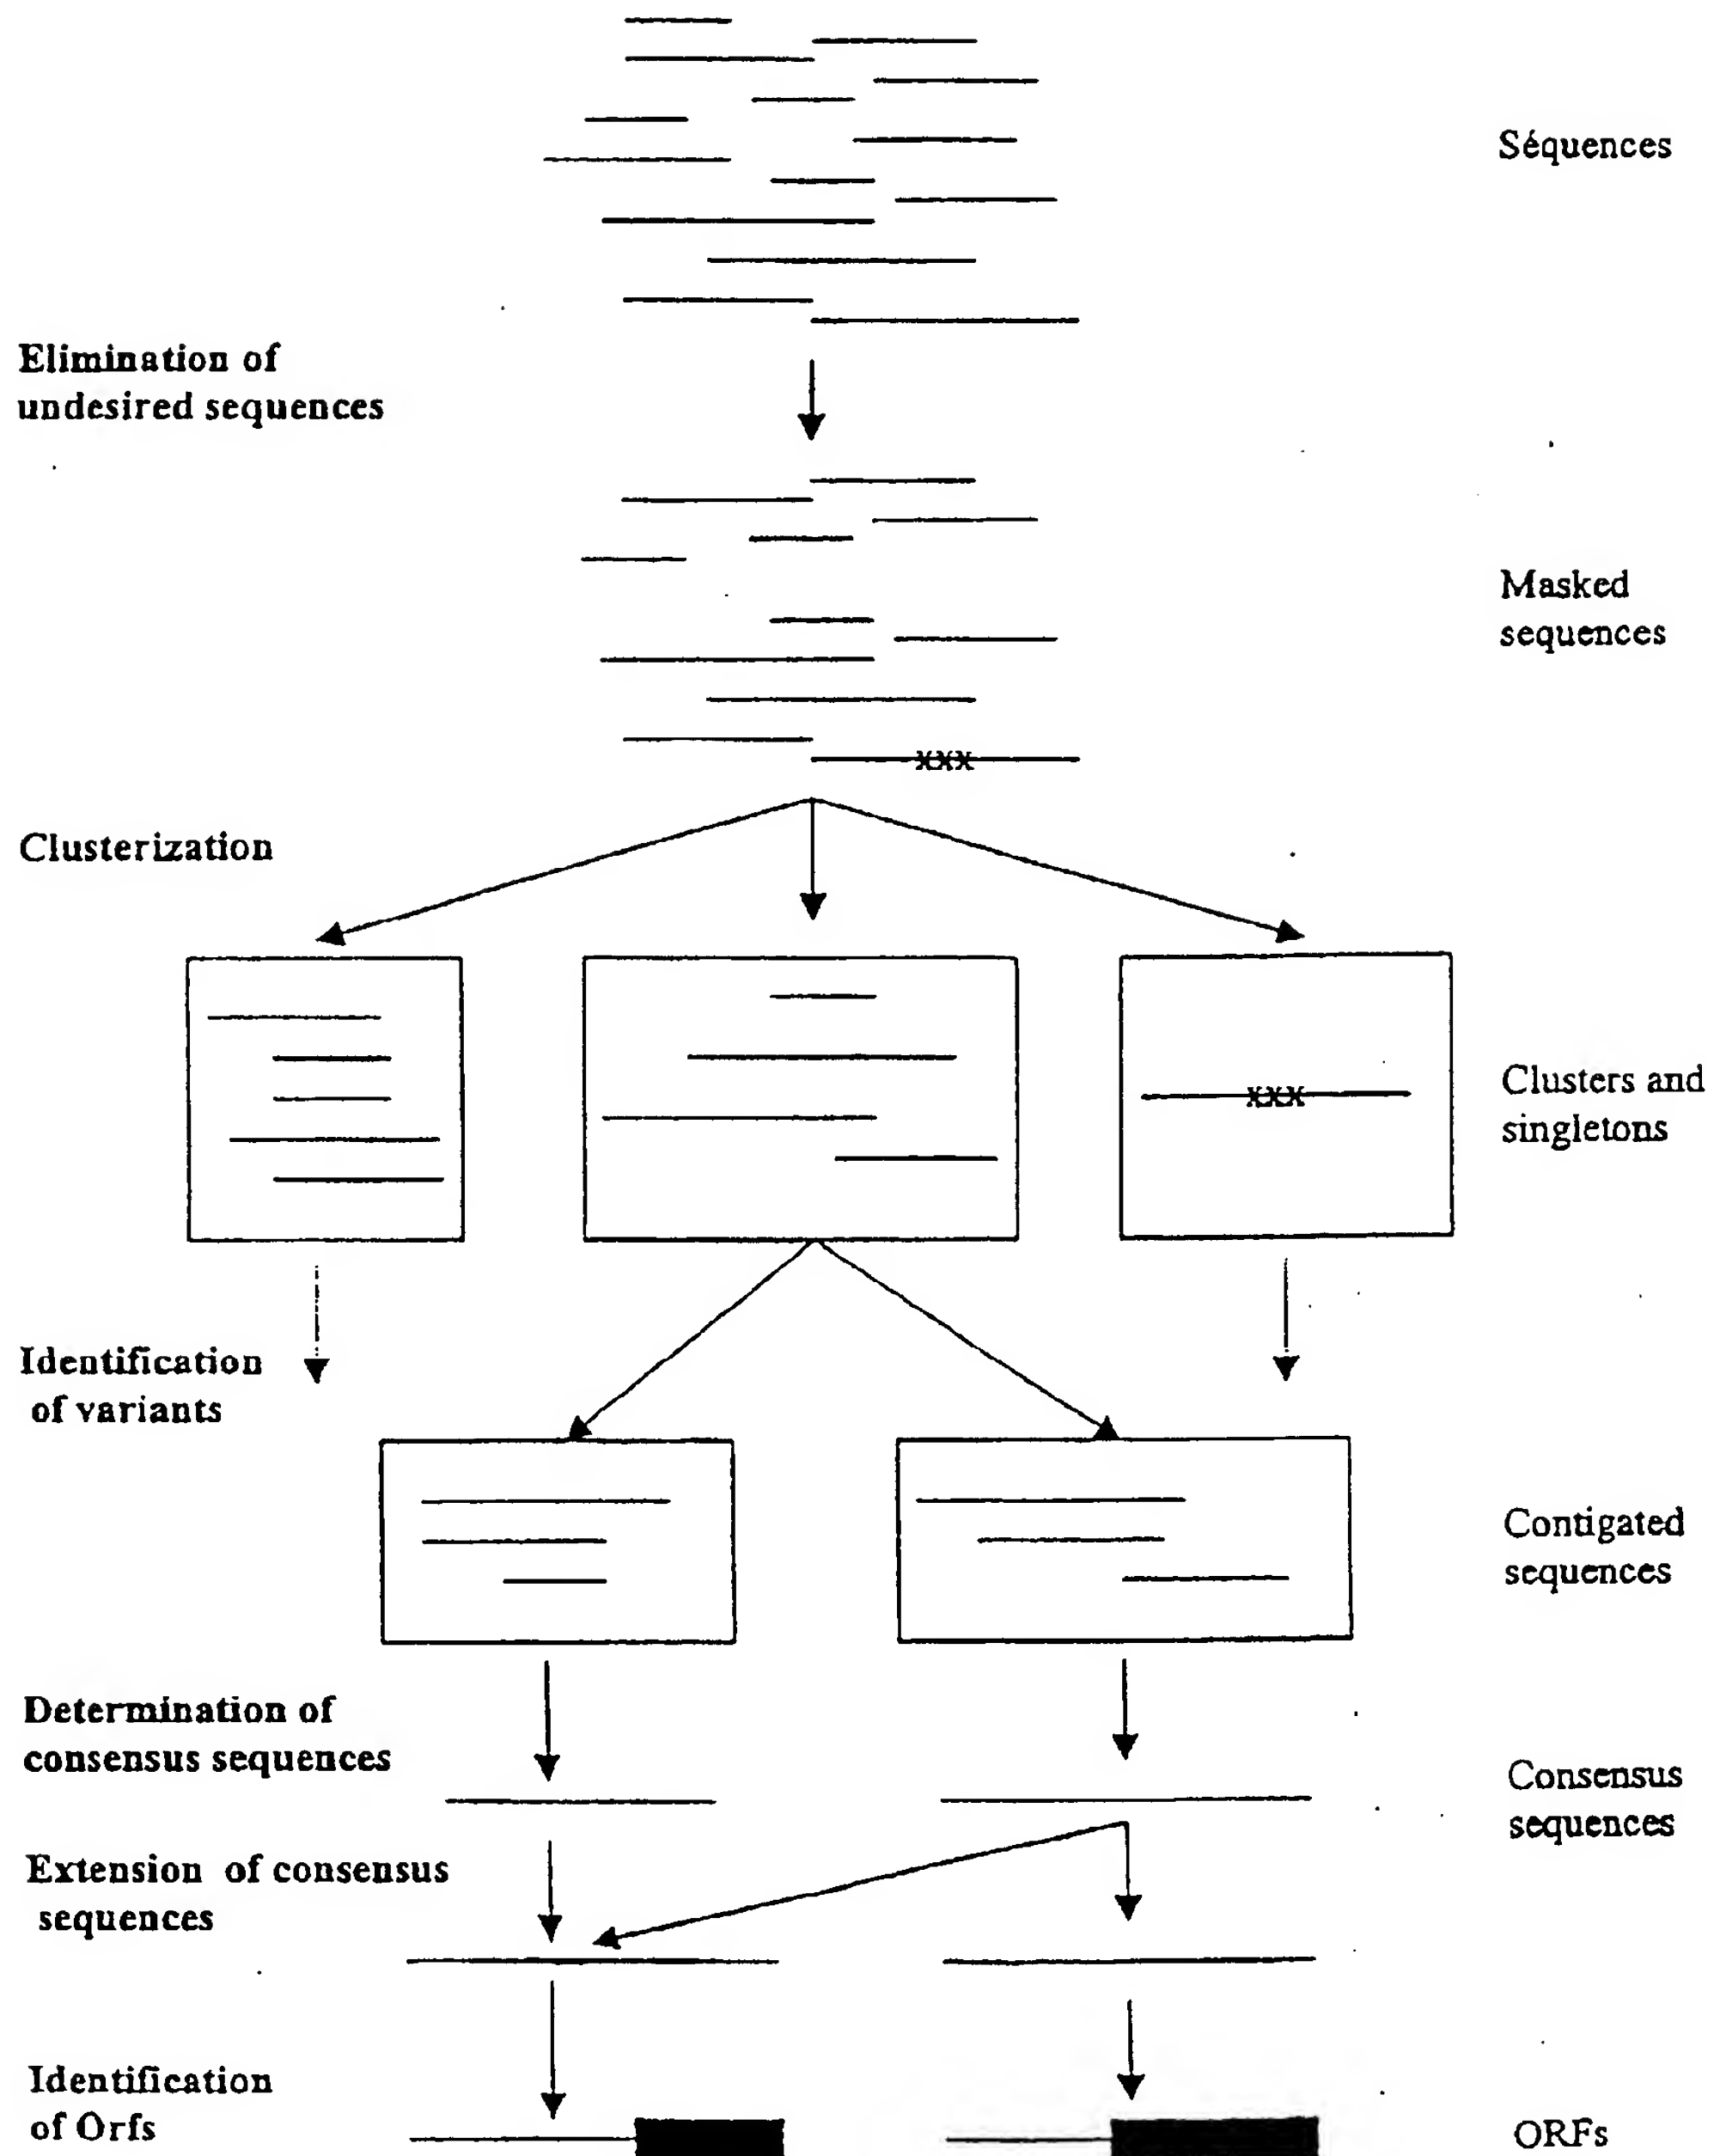 Séquences
Elimination of
undesired sequences
Masked
sequences
xxx
Clusterization
xxx
Clusters and
singletons
Identification
of variants
Contigated
sequences
Determination of
consensus sequences
Consensus
sequences
Extension of consensus
sequences
Identification
of Orfs
ORFs